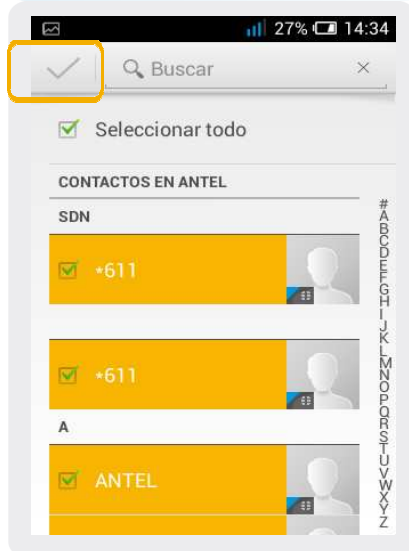 27% 14:34
Buscar ×
Seleccionar todo
CONTACTOS EN ANTEL
SDN
*611
*611
A
ANTEL
#
A
B
C
D
E
F
G
H
I
J
K
L
M
N
O
P
Q
R
S
T
U
V
W
X
Y
Z